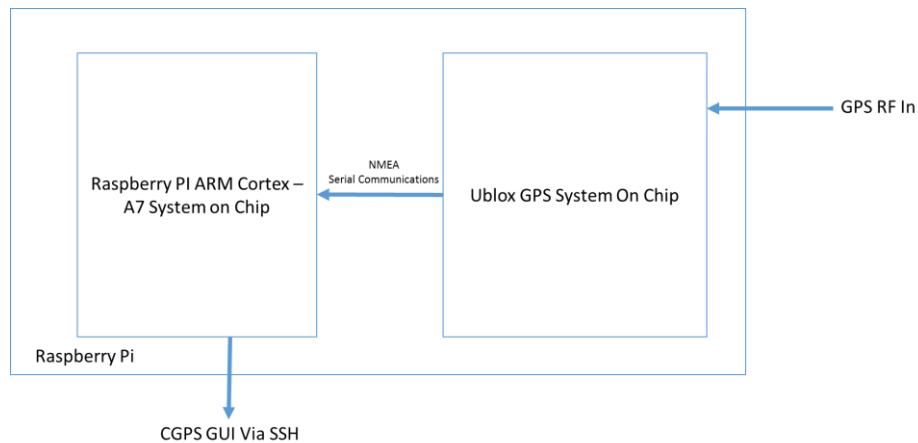 GPS RF In
NMEA
Serial Communications
Raspberry PI ARM Cortex –
A7 System on Chip
Ublox GPS System On Chip
Raspberry Pi
CGPS GUI Via SSH